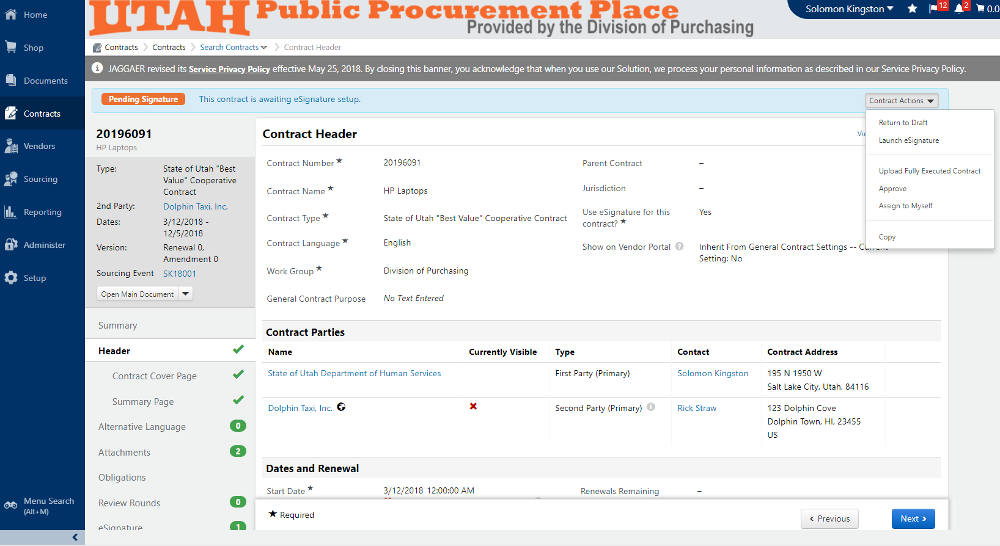 UTAH Public Procurement Place
Provided by the Division of Purchasing
Solomon Kingston
12
2
0.0
Home
Shop
Documents
Contracts
Vendors
Sourcing
Reporting
Administer
Setup
Menu Search
(Alt+M)
Contracts
Contracts
Search Contracts
Contract Header
JAGGAER revised its Service Privacy Policy effective May 25, 2018. By closing this banner, you acknowledge that when you use our Solution, we process your personal information as described in our Service Privacy Policy.
Pending Signature
This contract is awaiting eSignature setup.
Contract Actions
Return to Draft
Launch eSignature
Upload Fully Executed Contract
Approve
Assign to Myself
Copy
20196091
HP Laptops
Type: State of Utah "Best
Value" Cooperative
Contract
2nd Party: Dolphin Taxi, Inc.
Dates: 3/12/2018 -
12/5/2018
Version: Renewal 0,
Amendment 0
Sourcing Event SK18001
Open Main Document
Summary
Header
Contract Cover Page
Summary Page
Alternative Language 0
Attachments 2
Obligations
Review Rounds 0
eSignature 1
Contract Header
Contract Number ★ 20196091
Contract Name ★ HP Laptops
Contract Type ★ State of Utah "Best Value" Cooperative Contract
Contract Language ★ English
Work Group ★ Division of Purchasing
General Contract Purpose No Text Entered
Parent Contract –
Jurisdiction –
Use eSignature for this Yes
contract? ★
Show on Vendor Portal ? Inherit From General Contract Settings -- Current
Setting: No
Contract Parties
Name Currently Visible Type Contact Contract Address
State of Utah Department of Human Services First Party (Primary) Solomon Kingston 195 N 1950 W
Salt Lake City, Utah, 84116
Dolphin Taxi, Inc. Second Party (Primary) Rick Straw 123 Dolphin Cove
Dolphin Town, HI, 23455
US
Dates and Renewal
Start Date ★ 3/12/2018 12:00:00 AM Renewals Remaining –
★ Required
‹ Previous
Next ›